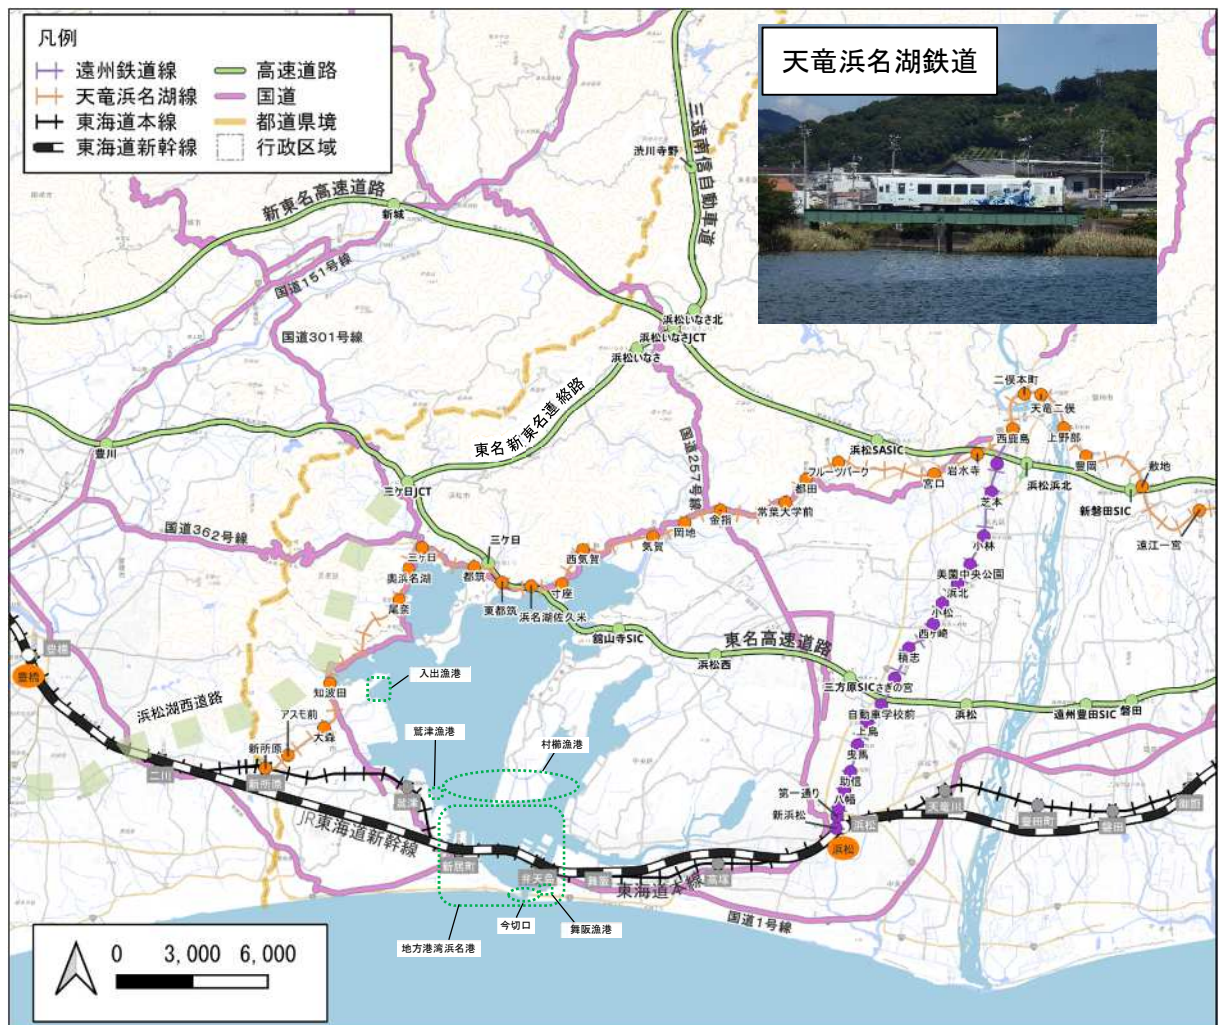 凡例
遠州鉄道線
天竜浜名湖線
東海道本線
東海道新幹線
高速道路
国道
都道県境
行政区域
天竜浜名湖鉄道
渋川寺野
三遠南信自動車道
新東名高速道路
新城
国道151号線
国道301号線
浜松いなさ北
浜松いなさJCT
浜松いなさ
東名新東名連絡路
二俣本町
天竜二俣
西鹿島
上野部
豊川
国道257号線
浜松SASIC
岩水寺
豊岡
敷地
フルーツパーク
宮口
浜松浜北
三ケ日JCT
都田
芝本
新磐田SIC
常葉大学前
金指
国道362号線
岡地
気賀
小林
遠江一宮
三ケ日
三ケ日
西気賀
奥浜名湖
都筑
寸座
美薗中央公園
浜北
尾奈
東都筑
浜名湖佐久米
小松
舘山寺SIC
西ヶ崎
東名高速道路
豊橋
豊橋
積志
浜松西
入出漁港
知波田
三方原SIC
さぎの宮
浜松湖西道路
アスモ前
自動車学校前
浜松
遠州豊田SIC
磐田
大森
鷲津漁港
村櫛漁港
上島
新所原
曳馬
二川
新所原
助信
鷲津
第一通り
八幡
天竜川
御厨
新浜松
浜松
豊田町
磐田
JR東海道新幹線
浜松
新居町
弁天島
舞阪
高塚
東海道本線
国道1号線
今切口
舞阪漁港
地方港湾浜名港
0 3,000 6,000